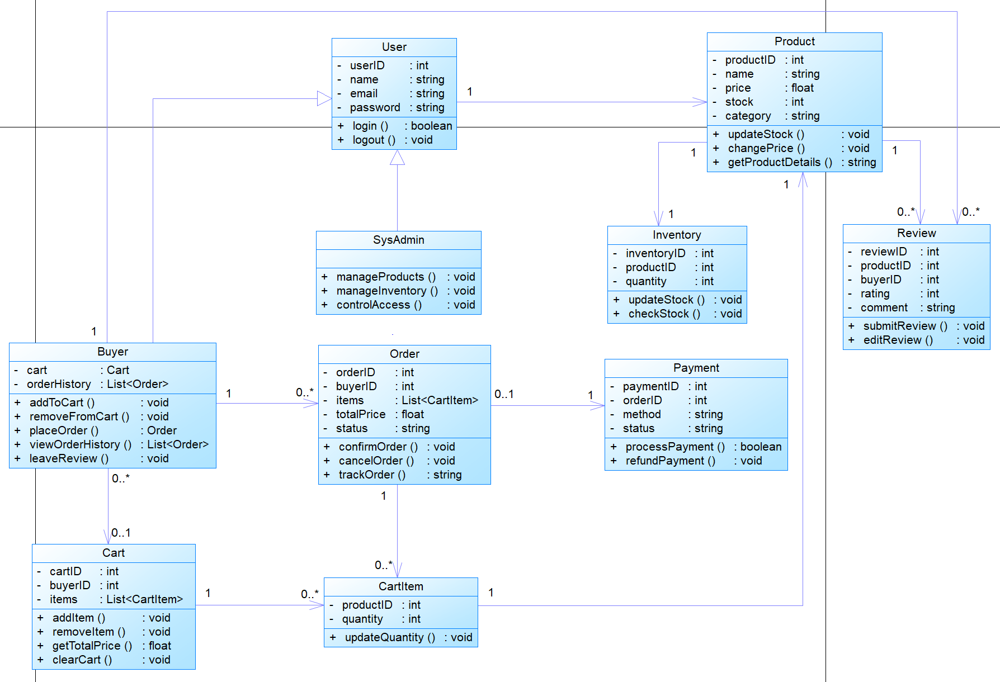 User
- userID : int
- name : string
- email : string
- password : string
+ login () : boolean
+ logout () : void
1
Product
- productID : int
- name : string
- price : float
- stock : int
- category : string
+ updateStock () : void
+ changePrice () : void
+ getProductDetails () : string
1
1
1
1
0..*
0..*
SysAdmin
+ manageProducts () : void
+ manageInventory () : void
+ controlAccess () : void
Inventory
- inventoryID : int
- productID : int
- quantity : int
+ updateStock () : void
+ checkStock () : void
Review
- reviewID : int
- productID : int
- buyerID : int
- rating : int
- comment : string
+ submitReview () : void
+ editReview () : void
1
Buyer
- cart : Cart
- orderHistory : List<Order>
+ addToCart () : void
+ removeFromCart () : void
+ placeOrder () : Order
+ viewOrderHistory () : List<Order>
+ leaveReview () : void
1
0..*
Order
- orderID : int
- buyerID : int
- items : List<CartItem>
- totalPrice : float
- status : string
+ confirmOrder () : void
+ cancelOrder () : void
+ trackOrder () : string
0..1
1
Payment
- paymentID : int
- orderID : int
- method : string
- status : string
+ processPayment () : boolean
+ refundPayment () : void
0..*
0..1
1
0..*
Cart
- cartID : int
- buyerID : int
- items : List<CartItem>
+ addItem () : void
+ removeItem () : void
+ getTotalPrice () : float
+ clearCart () : void
1
0..*
CartItem
- productID : int
- quantity : int
+ updateQuantity () : void
1